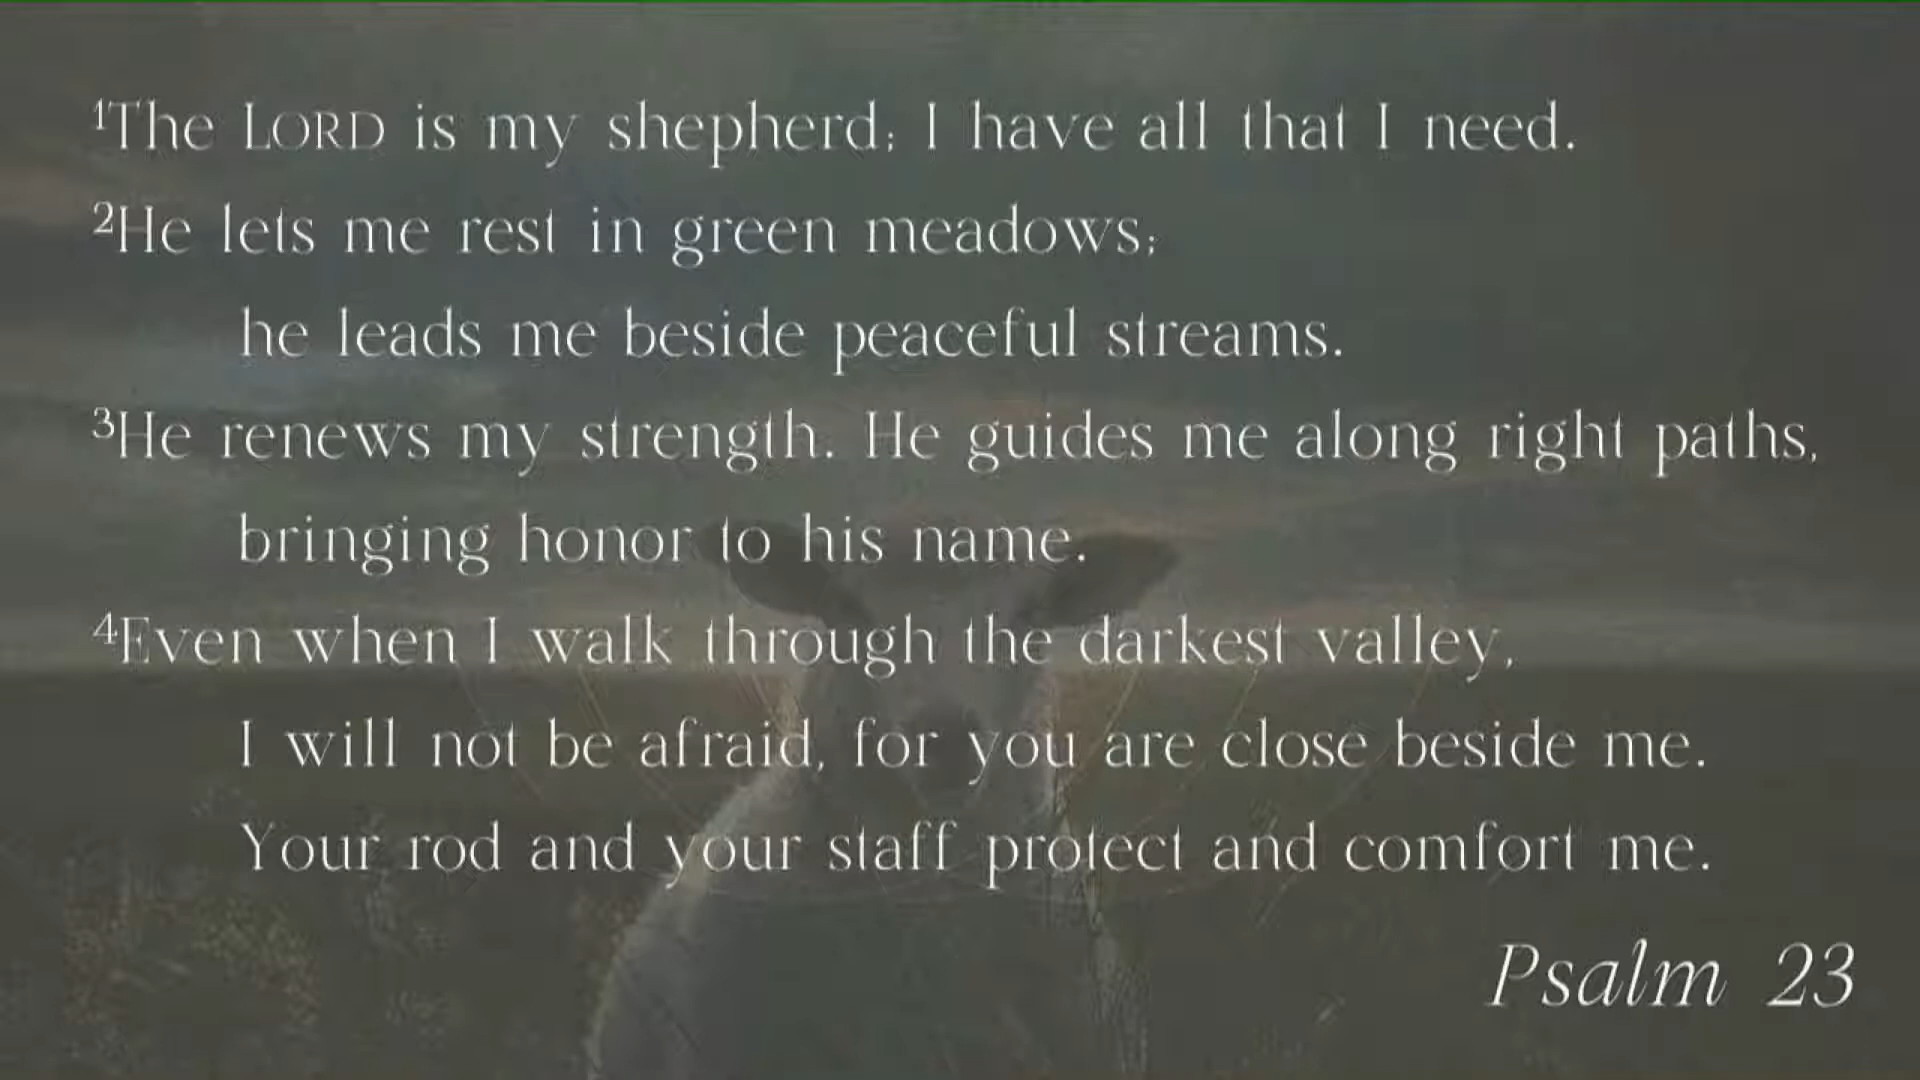 ¹The LORD is my shepherd; I have all that I need.
²He lets me rest in green meadows;
he leads me beside peaceful streams.
³He renews my strength. He guides me along right paths,
bringing honor to his name.
⁴Even when I walk through the darkest valley,
I will not be afraid, for you are close beside me.
Your rod and your staff protect and comfort me.
Psalm 23